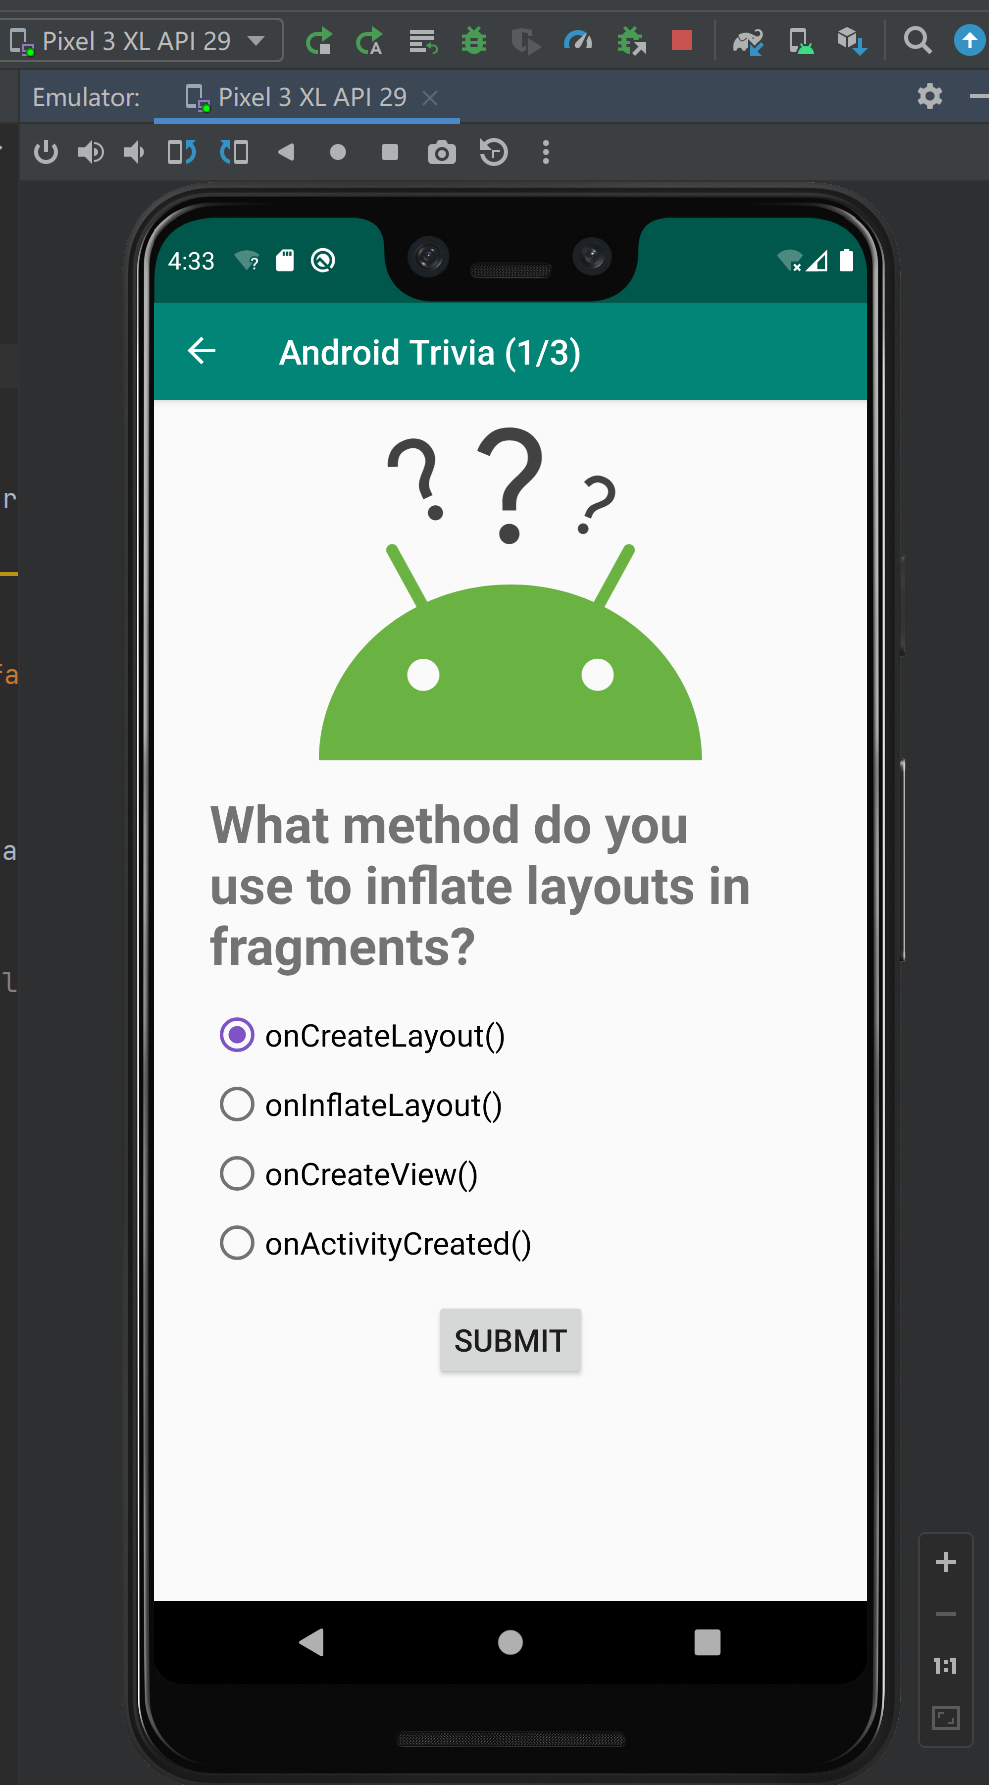 Pixel 3 XL API 29
Emulator: Pixel 3 XL API 29
4:33
Android Trivia (1/3)
? ? ?
r
What method do you
use to inflate layouts in
fragments?
fa
a
l
onCreateLayout()
onInflateLayout()
onCreateView()
onActivityCreated()
SUBMIT
1:1